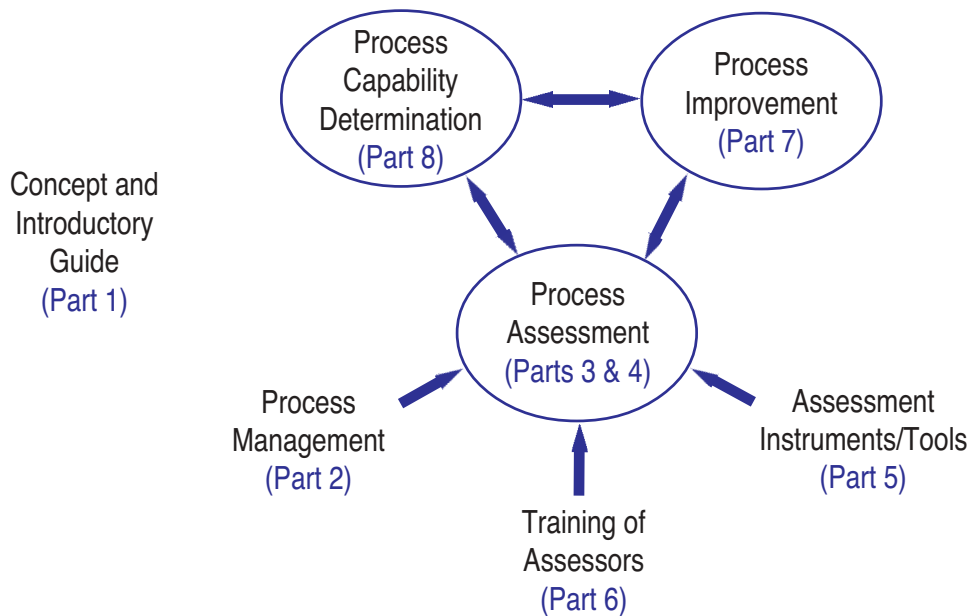 Process
Capability
Determination
(Part 8)
Process
Improvement
(Part 7)
Concept and
Introductory
Guide
(Part 1)
Process
Assessment
(Parts 3 & 4)
Process
Management
(Part 2)
Assessment
Instruments/Tools
(Part 5)
Training of
Assessors
(Part 6)